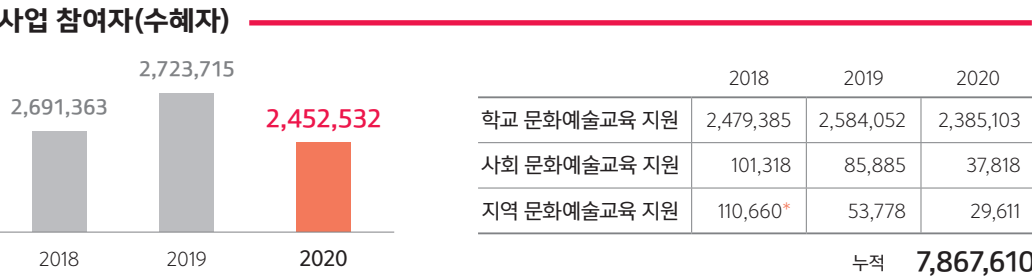 사업 참여자(수혜자)
2,691,363
2,723,715
2,452,532
2018
2019
2020
2018 2019 2020
학교 문화예술교육 지원 2,479,385 2,584,052 2,385,103
사회 문화예술교육 지원 101,318 85,885 37,818
지역 문화예술교육 지원 110,660* 53,778 29,611
누적 7,867,610